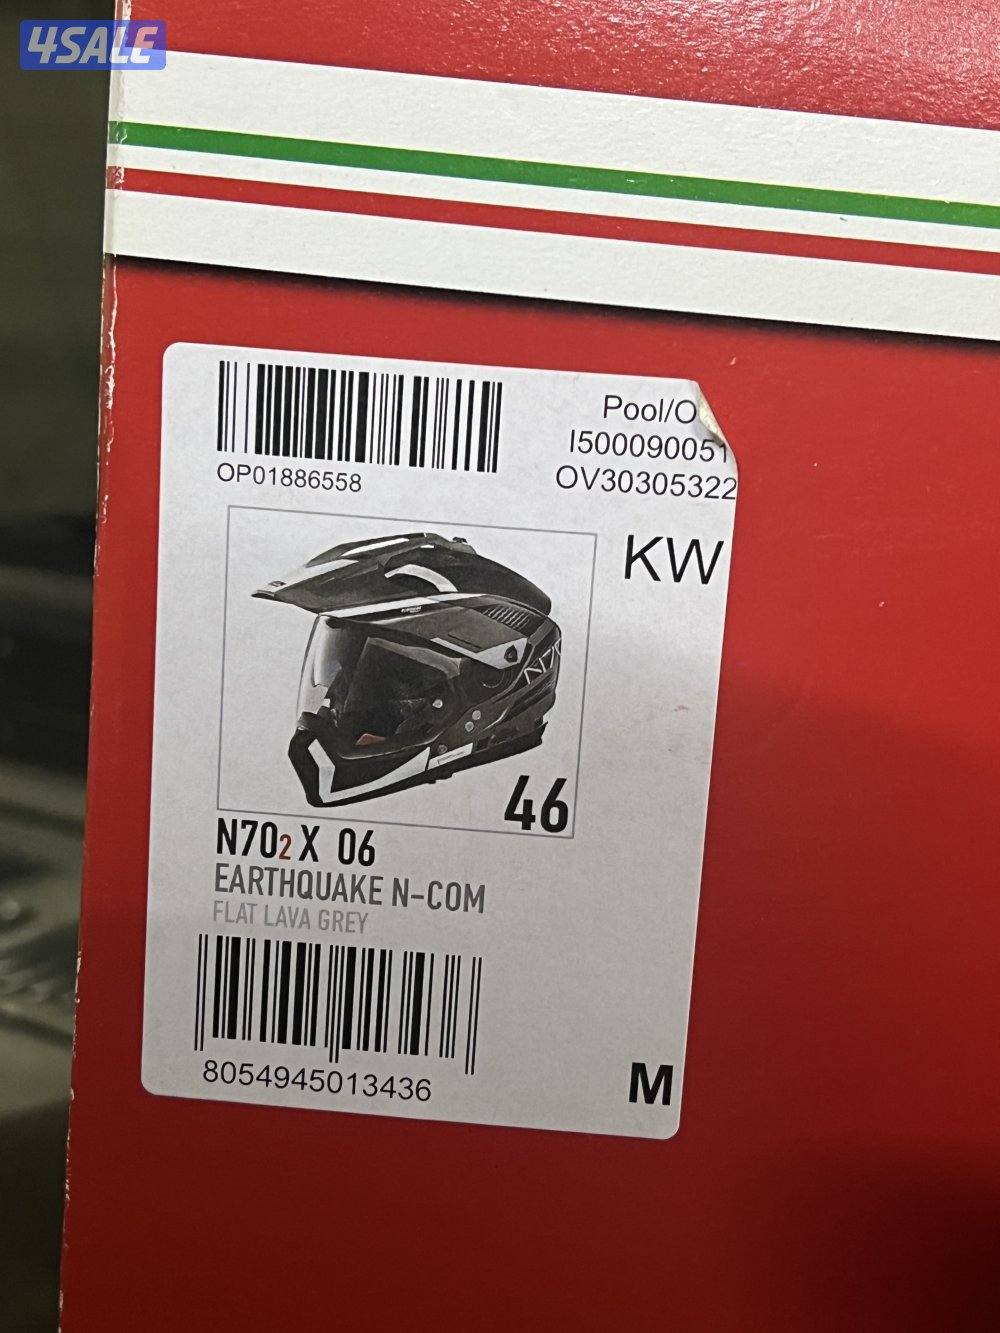 4SALE
OP01886558
Pool/O
I500090051
OV30305322
KW
46
N702 X 06
EARTHQUAKE N-COM
FLAT LAVA GREY
8054945013436
M